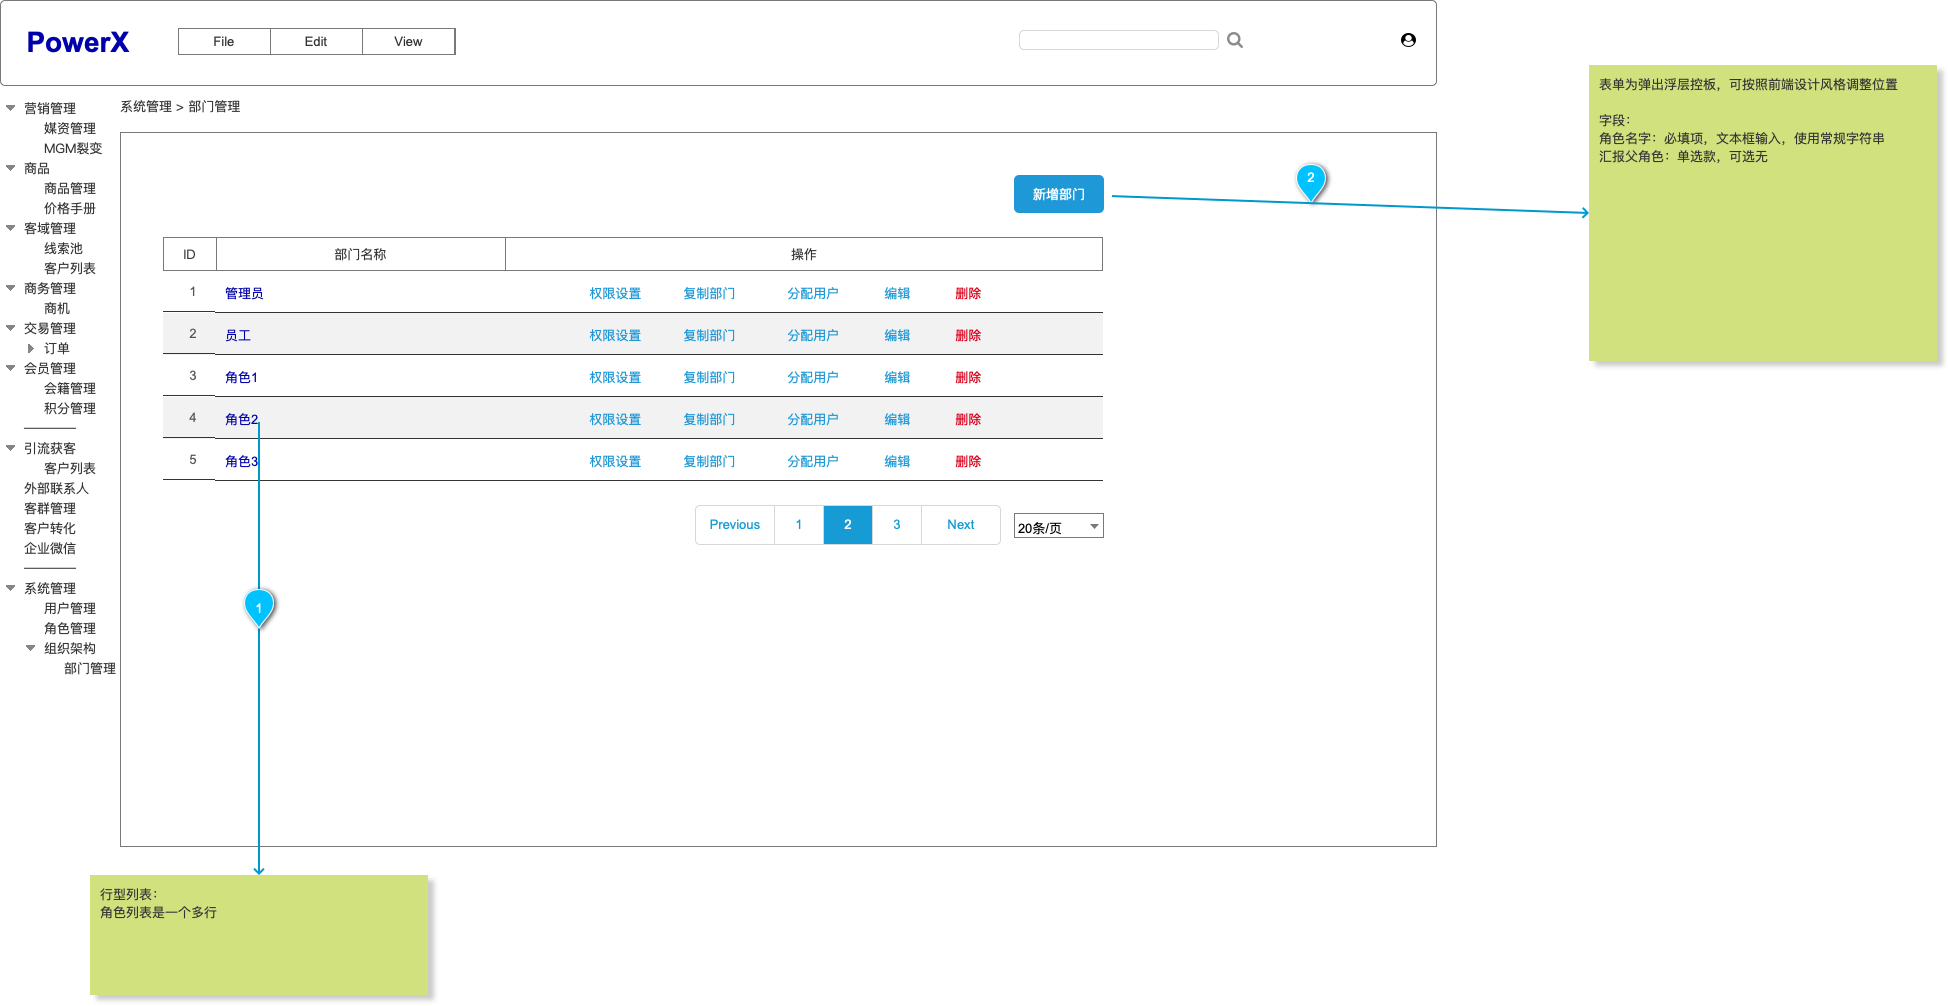 PowerX
File
Edit
View
营销管理
媒资管理
MGM裂变
商品
商品管理
价格手册
客域管理
线索池
客户列表
商务管理
商机
交易管理
订单
会员管理
会籍管理
积分管理
引流获客
客户列表
外部联系人
客群管理
客户转化
企业微信
系统管理
用户管理
角色管理
组织架构
部门管理
系统管理 > 部门管理
新增部门
ID 部门名称 操作
1 管理员 权限设置 复制部门 分配用户 编辑 删除
2 员工 权限设置 复制部门 分配用户 编辑 删除
3 角色1 权限设置 复制部门 分配用户 编辑 删除
4 角色2 权限设置 复制部门 分配用户 编辑 删除
5 角色3 权限设置 复制部门 分配用户 编辑 删除
Previous 1 2 3 Next 20条/页
1
2
表单为弹出浮层控板，可按照前端设计风格调整位置
字段：
角色名字：必填项，文本框输入，使用常规字符串
汇报父角色：单选款，可选无
行型列表：
角色列表是一个多行